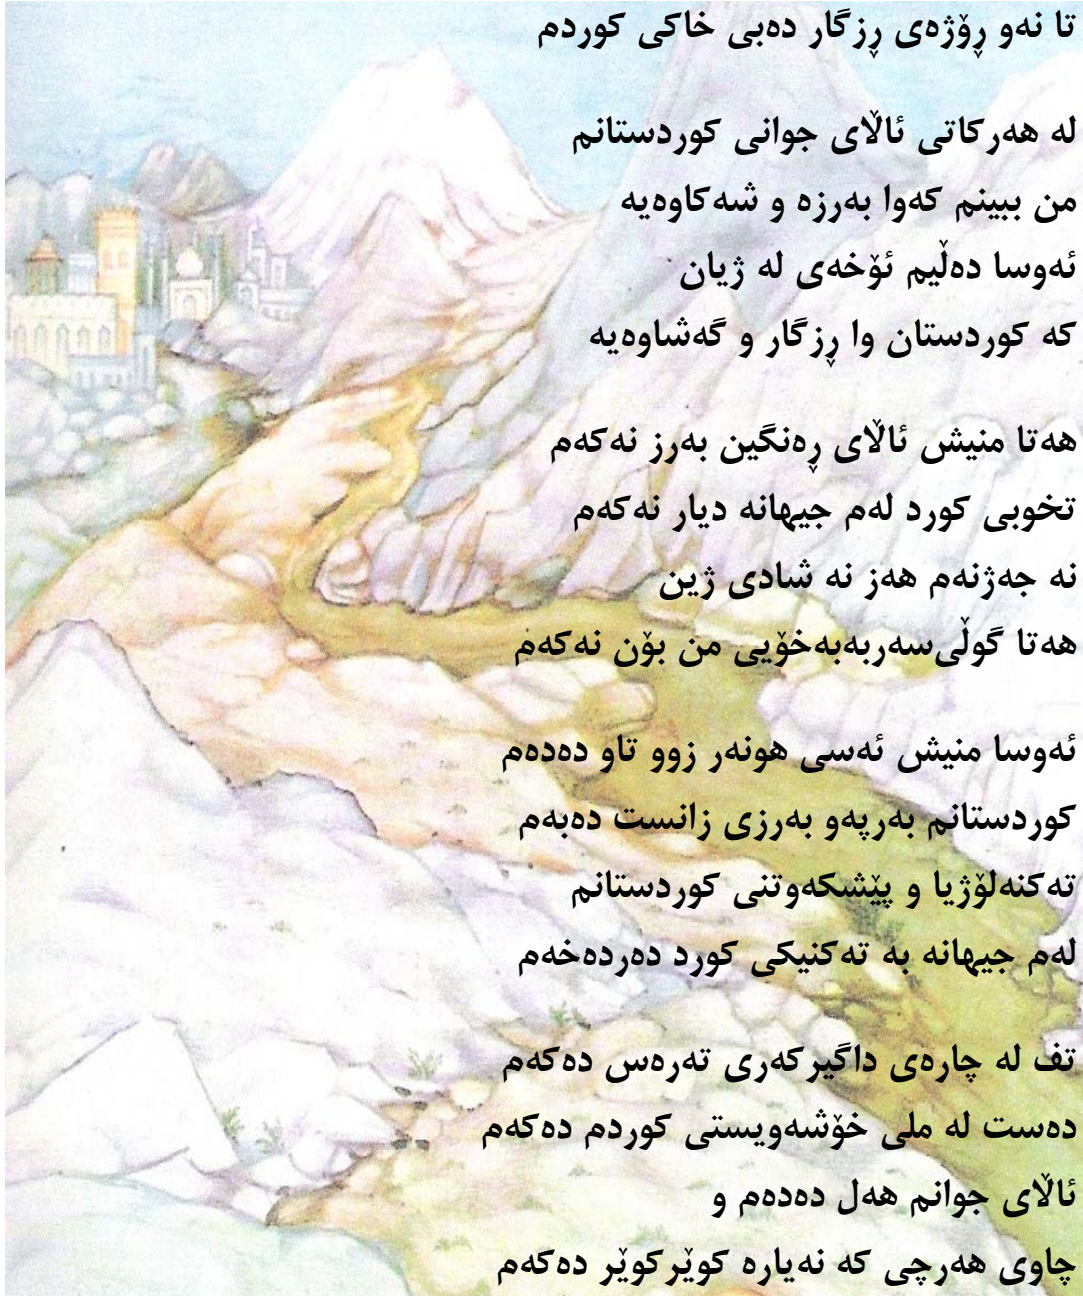 تا نەو ڕۆژەی ڕزگار دەبی خاکی کوردم
لە هەرکاتی ئاڵای جوانی کوردستانم
من ببینم کەوا بەرزە و شەکاوەیە
ئەوسا دەڵیم ئۆخەی لە ژیان
کە کوردستان وا ڕزگار و گەشاوەیە
هەتا منیش ئاڵای ڕەنگین بەرز نەکەم
تخوبی کورد لەم جیهانە دیار نەکەم
نە جەژنەم هەز نە شادی ژین
هەتا گوڵی‌سەربەبەخۆیی من بۆن نەکەم
ئەوسا منیش ئەسی هونەر زوو تاو دەدەم
کوردستانم بەرپەو بەرزی زانست دەبەم
تەکنەلۆژیا و پێشکەوتنی کوردستانم
لەم جیهانە بە تەکنیکی کورد دەردەخەم
تف لە چارەی داگیرکەری تەرەس دەکەم
دەست لە ملی خۆشەویستی کوردم دەکەم
ئاڵای جوانم هەل دەدەم و
چاوی هەرچی کە نەیارە کوێرکوێر دەکەم